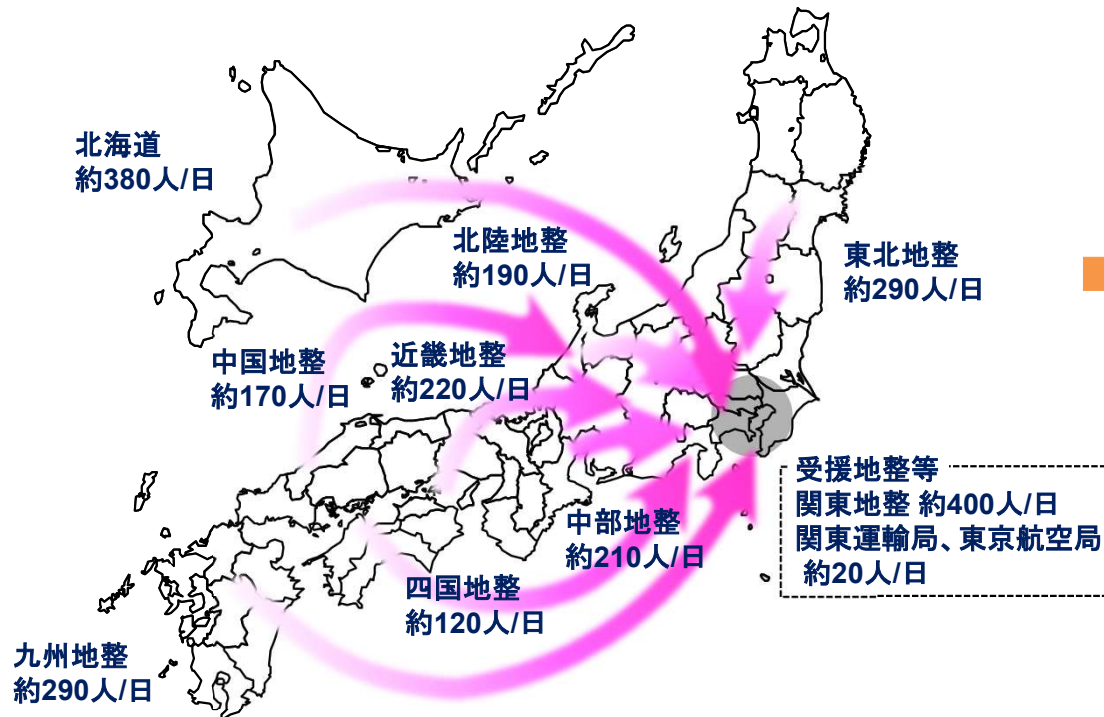 北海道
約380人/日
北陸地整
約190人/日
東北地整
約290人/日
中国地整
約170人/日
近畿地整
約220人/日
受援地整等
関東地整 約400人/日
関東運輸局、東京航空局
約20人/日
中部地整
約210人/日
四国地整
約120人/日
九州地整
約290人/日